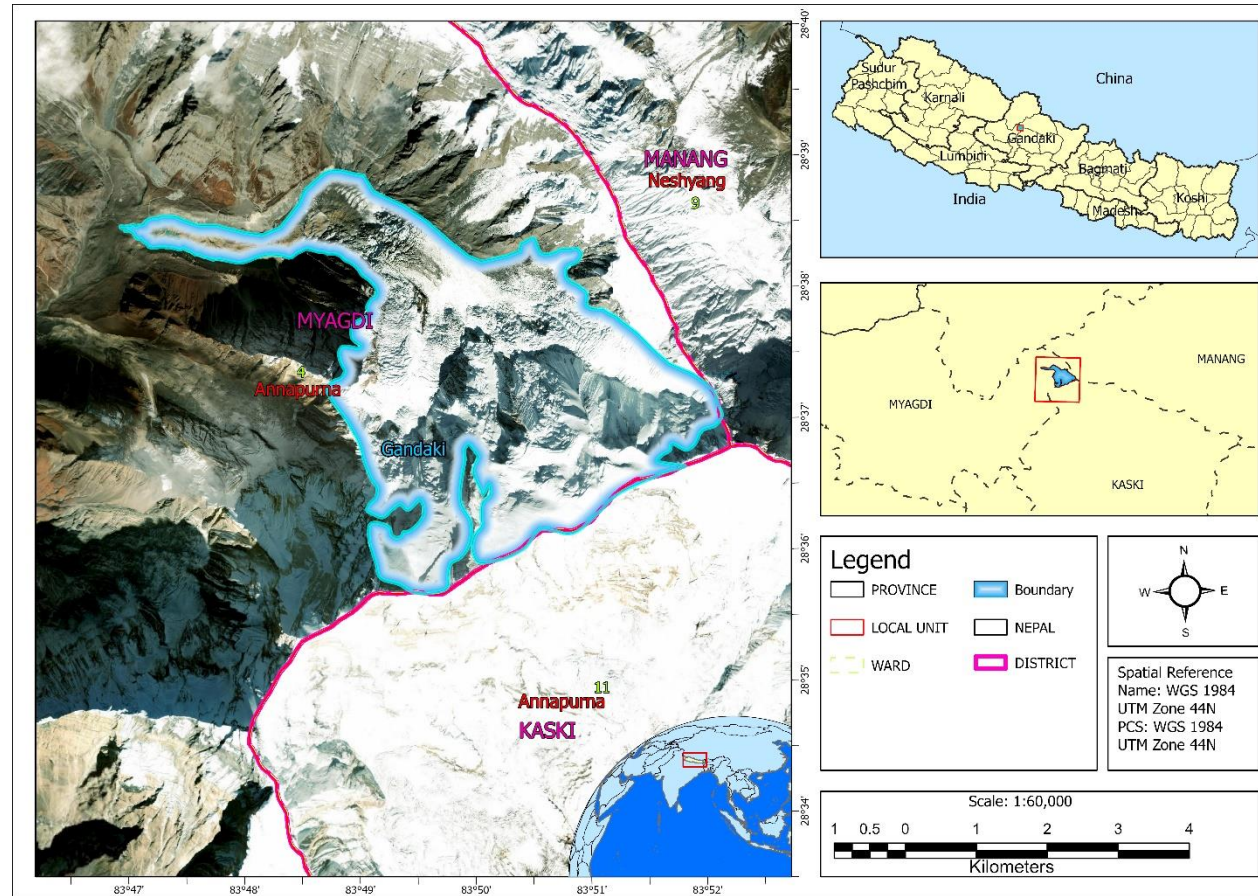 MANANG
Neshyang
9
MYAGDI
4
Annapurna
Gandaki
11
Annapurna
KASKI
28°40'
28°39'
28°38'
28°37'
28°36'
28°35'
28°34'
83°47'
83°48'
83°49'
83°50'
83°51'
83°52'
Sudur
Pashchim
Karnali
China
Gandaki
Lumbini
Bagmati
India
Madesh
Koshi
MANANG
MYAGDI
KASKI
Legend
PROVINCE
Boundary
LOCAL UNIT
NEPAL
WARD
DISTRICT
N
W
E
S
Spatial Reference
Name: WGS 1984
UTM Zone 44N
PCS: WGS 1984
UTM Zone 44N
Scale: 1:60,000
1 0.5 0 1 2 3 4
Kilometers